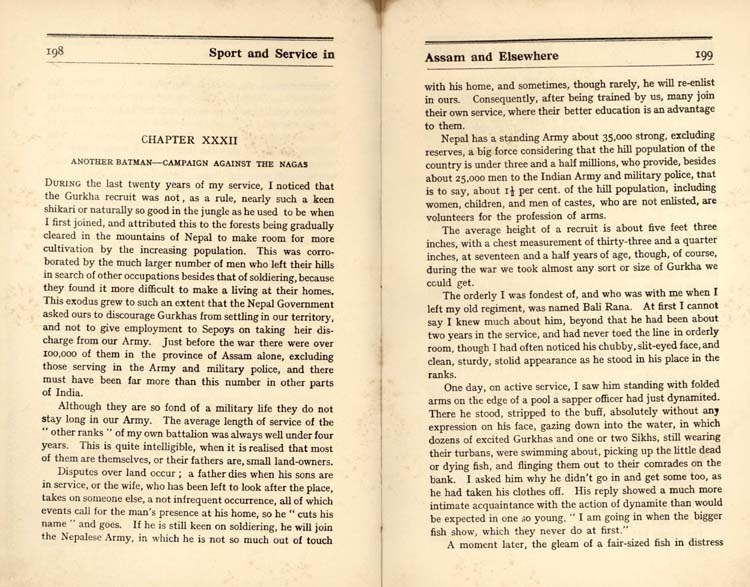 198 Sport and Service in
CHAPTER XXXII
ANOTHER BATMAN—CAMPAIGN AGAINST THE NAGAS
DURING the last twenty years of my service, I noticed that
the Gurkha recruit was not, as a rule, nearly such a keen
shikari or naturally so good in the jungle as he used to be when
I first joined, and attributed this to the forests being gradually
cleared in the mountains of Nepal to make room for more
cultivation by the increasing population. This was corro-
borated by the much larger number of men who left their hills
in search of other occupations besides that of soldiering, because
they found it more difficult to make a living at their homes.
This exodus grew to such an extent that the Nepal Government
asked ours to discourage Gurkhas from settling in our territory,
and not to give employment to Sepoys on taking heir dis-
charge from our Army. Just before the war there were over
100,000 of them in the province of Assam alone, excluding
those serving in the Army and military police, and there
must have been far more than this number in other parts
of India.
Although they are so fond of a military life they do not
stay long in our Army. The average length of service of the
" other ranks " of my own battalion was always well under four
years. This is quite intelligible, when it is realised that most
of them are themselves, or their fathers are, small land-owners.
Disputes over land occur ; a father dies when his sons are
in service, or the wife, who has been left to look after the place,
takes on someone else, a not infrequent occurrence, all of which
events call for the man's presence at his home, so he " cuts his
name " and goes. If he is still keen on soldiering, he will join
the Nepalese Army, in which he is not so much out of touch
Assam and Elsewhere 199
with his home, and sometimes, though rarely, he will re-enlist
in ours. Consequently, after being trained by us, many join
their own service, where their better education is an advantage
to them.
Nepal has a standing Army about 35,000 strong, excluding
reserves, a big force considering that the hill population of the
country is under three and a half millions, who provide, besides
about 25,000 men to the Indian Army and military police, that
is to say, about 1½ per cent. of the hill population, including
women, children, and men of castes, who are not enlisted, are
volunteers for the profession of arms.
The average height of a recruit is about five feet three
inches, with a chest measurement of thirty-three and a quarter
inches, at seventeen and a half years of age, though, of course,
during the war we took almost any sort or size of Gurkha we
could get.
The orderly I was fondest of, and who was with me when I
left my old regiment, was named Bali Rana. At first I cannot
say I knew much about him, beyond that he had been about
two years in the service, and had never toed the line in orderly
room, though I had often noticed his chubby, slit-eyed face, and
clean, sturdy, stolid appearance as he stood in his place in the
ranks.
One day, on active service, I saw him standing with folded
arms on the edge of a pool a sapper officer had just dynamited.
There he stood, stripped to the buff, absolutely without any
expression on his face, gazing down into the water, in which
dozens of excited Gurkhas and one or two Sikhs, still wearing
their turbans, were swimming about, picking up the little dead
or dying fish, and flinging them out to their comrades on the
bank. I asked him why he didn't go in and get some too, as
he had taken his clothes off. His reply showed a much more
intimate acquaintance with the action of dynamite than would
be expected in one so young, " I am going in when the bigger
fish show, which they never do at first."
A moment later, the gleam of a fair-sized fish in distress